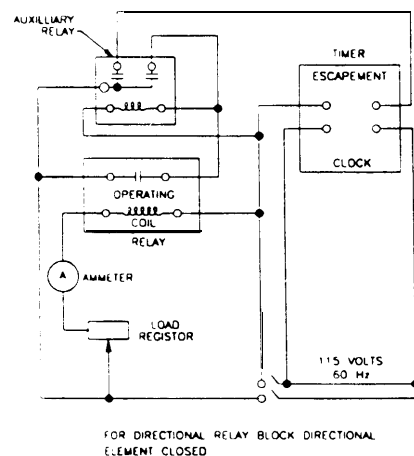 AUXILLIARY
RELAY
TIMER
ESCAPEMENT
CLOCK
OPERATING
COIL
RELAY
A
AMMETER
LOAD
REGISTOR
115 VOLTS
60 Hz
FOR DIRECTIONAL RELAY BLOCK DIRECTIONAL
ELEMENT CLOSED